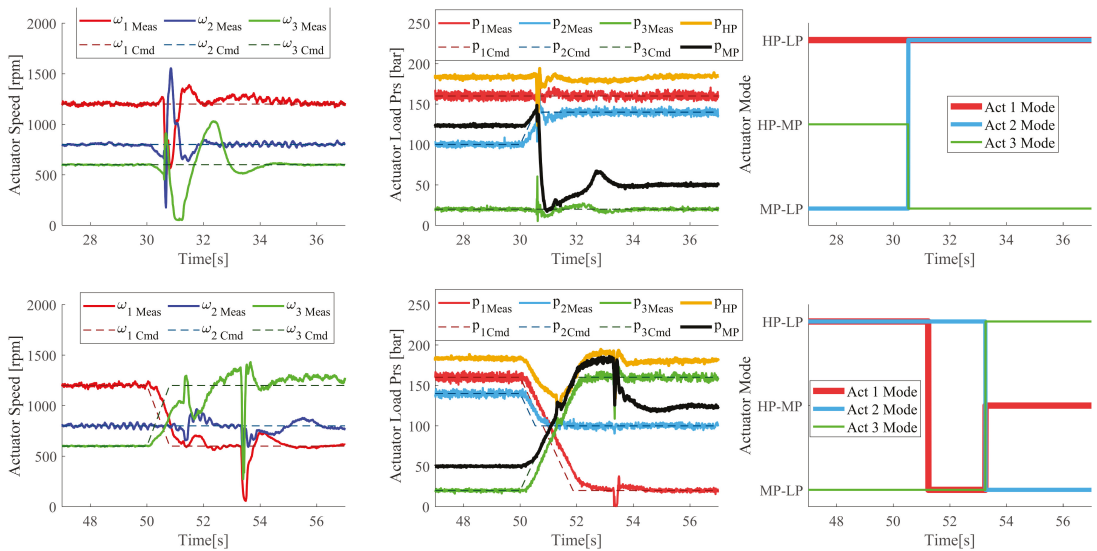 ω1 Meas ω2 Meas ω3 Meas
ω1 Cmd ω2 Cmd ω3 Cmd
Actuator Speed [rpm]
2000
1500
1000
500
0
28 30 32 34 36
Time[s]
p1Meas p2Meas p3Meas pHP
p1Cmd p2Cmd p3Cmd pMP
Actuator Load Prs [bar]
250
200
150
100
50
0
28 30 32 34 36
Time[s]
Actuator Mode
HP-LP
HP-MP
MP-LP
Act 1 Mode
Act 2 Mode
Act 3 Mode
28 30 32 34 36
Time[s]
ω1 Meas ω2 Meas ω3 Meas
ω1 Cmd ω2 Cmd ω3 Cmd
Actuator Speed [rpm]
2000
1500
1000
500
0
48 50 52 54 56
Time[s]
p1Meas p2Meas p3Meas pHP
p1Cmd p2Cmd p3Cmd pMP
Actuator Load Prs [bar]
250
200
150
100
50
0
48 50 52 54 56
Time[s]
Actuator Mode
HP-LP
HP-MP
MP-LP
Act 1 Mode
Act 2 Mode
Act 3 Mode
48 50 52 54 56
Time[s]